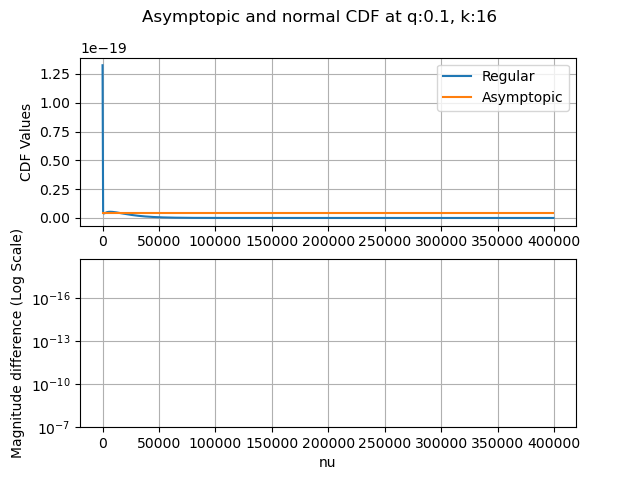 Asymptopic and normal CDF at q:0.1, k:16
1e−19
1.25
1.00
0.75
0.50
0.25
0.00
CDF Values
Regular
Asymptopic
0 50000 100000 150000 200000 250000 300000 350000 400000
10⁻¹⁶
10⁻¹³
10⁻¹⁰
10⁻⁷
Magnitude difference (Log Scale)
0 50000 100000 150000 200000 250000 300000 350000 400000
nu